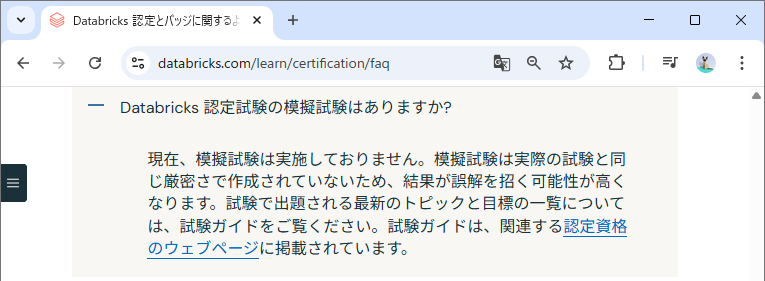 Databricks 認定とバッジに関するよ
databricks.com/learn/certification/faq
Databricks 認定試験の模擬試験はありますか?
現在、模擬試験は実施しておりません。模擬試験は実際の試験と同
じ厳密さで作成されていないため、結果が誤解を招く可能性が高く
なります。試験で出題される最新のトピックと目標の一覧について
は、試験ガイドをご覧ください。試験ガイドは、関連する認定資格
のウェブページに掲載されています。